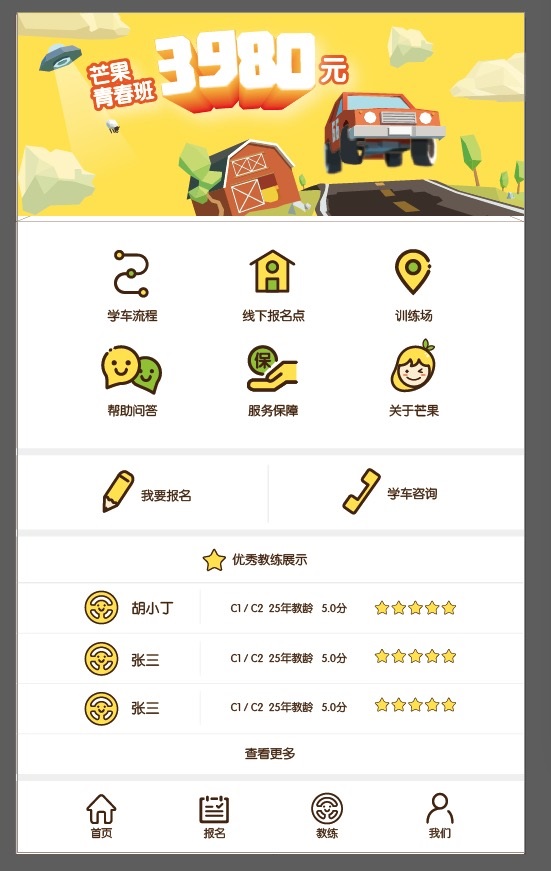 芒果
青春班
3980元
学车流程 线下报名点 训练场
保
帮助问答 服务保障 关于芒果
我要报名 学车咨询
优秀教练展示
胡小丁 C1 / C2 25年教龄 5.0分
张三 C1 / C2 25年教龄 5.0分
张三 C1 / C2 25年教龄 5.0分
查看更多
首页 报名 教练 我们